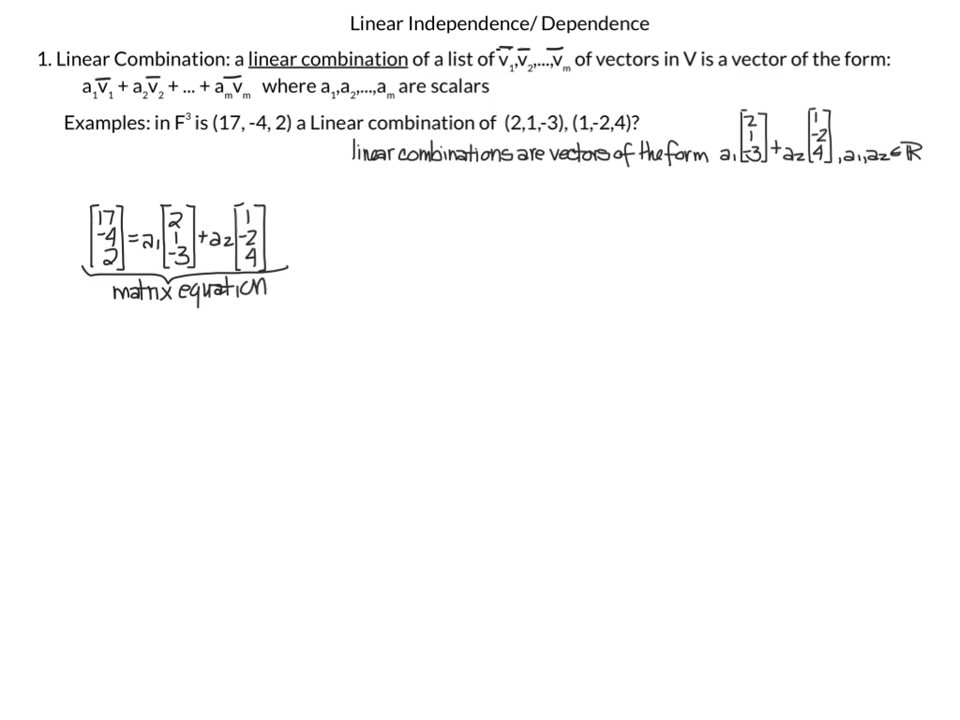 Linear Independence/ Dependence
1. Linear Combination: a linear combination of a list of v̅₁,v̅₂,...,v̅ₘ of vectors in V is a vector of the form:
a₁v̅₁ + a₂v̅₂ + ... + aₘv̅ₘ where a₁,a₂,...,aₘ are scalars
Examples: in F³ is (17, -4, 2) a Linear combination of (2,1,-3), (1,-2,4)?
linear combinations are vectors of the form a₁[2 1 -3] + a₂[1 -2 4], a₁,a₂ ∈ ℝ
[17 -4 2] = a₁[2 1 -3] + a₂[1 -2 4]
matrix equation